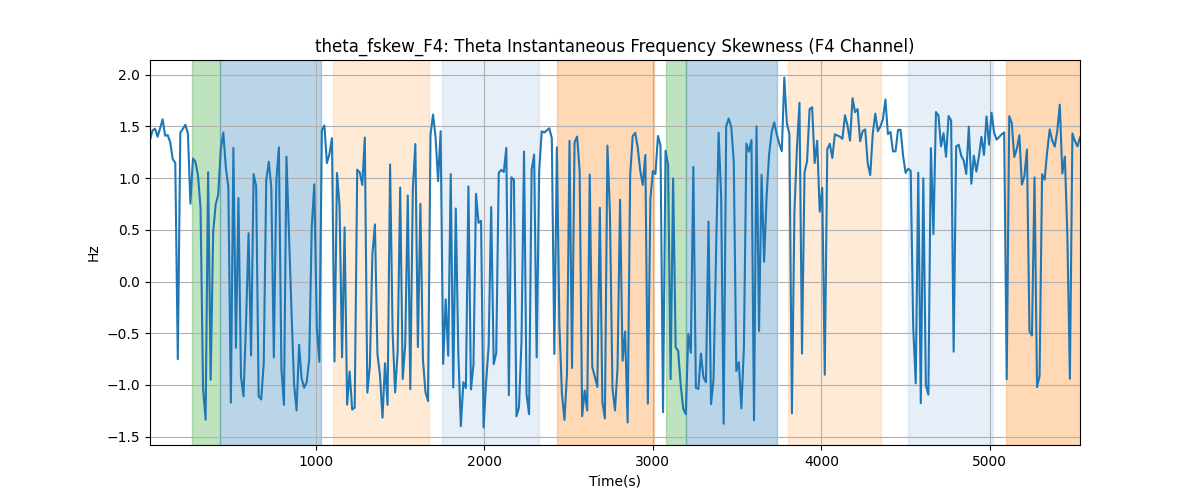 theta_fskew_F4: Theta Instantaneous Frequency Skewness (F4 Channel)
2.0
1.5
1.0
0.5
0.0
−0.5
−1.0
−1.5
Hz
1000 2000 3000 4000 5000
Time(s)